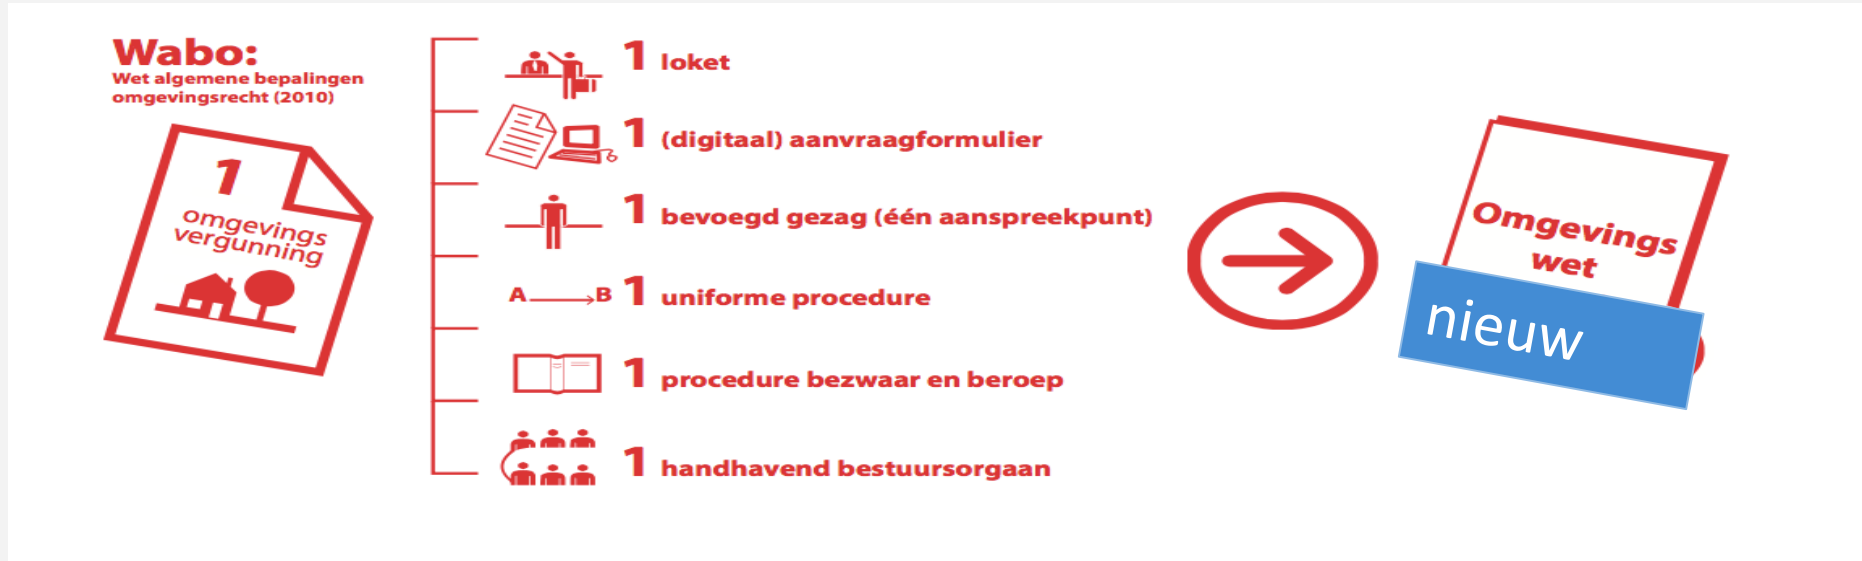 Wabo:
Wet algemene bepalingen
omgevingsrecht (2010)
1
omgevings
vergunning
1 loket
1 (digitaal) aanvraagformulier
1 bevoegd gezag (één aanspreekpunt)
A B 1 uniforme procedure
1 procedure bezwaar en beroep
1 handhavend bestuursorgaan
Omgevings
wet
nieuw